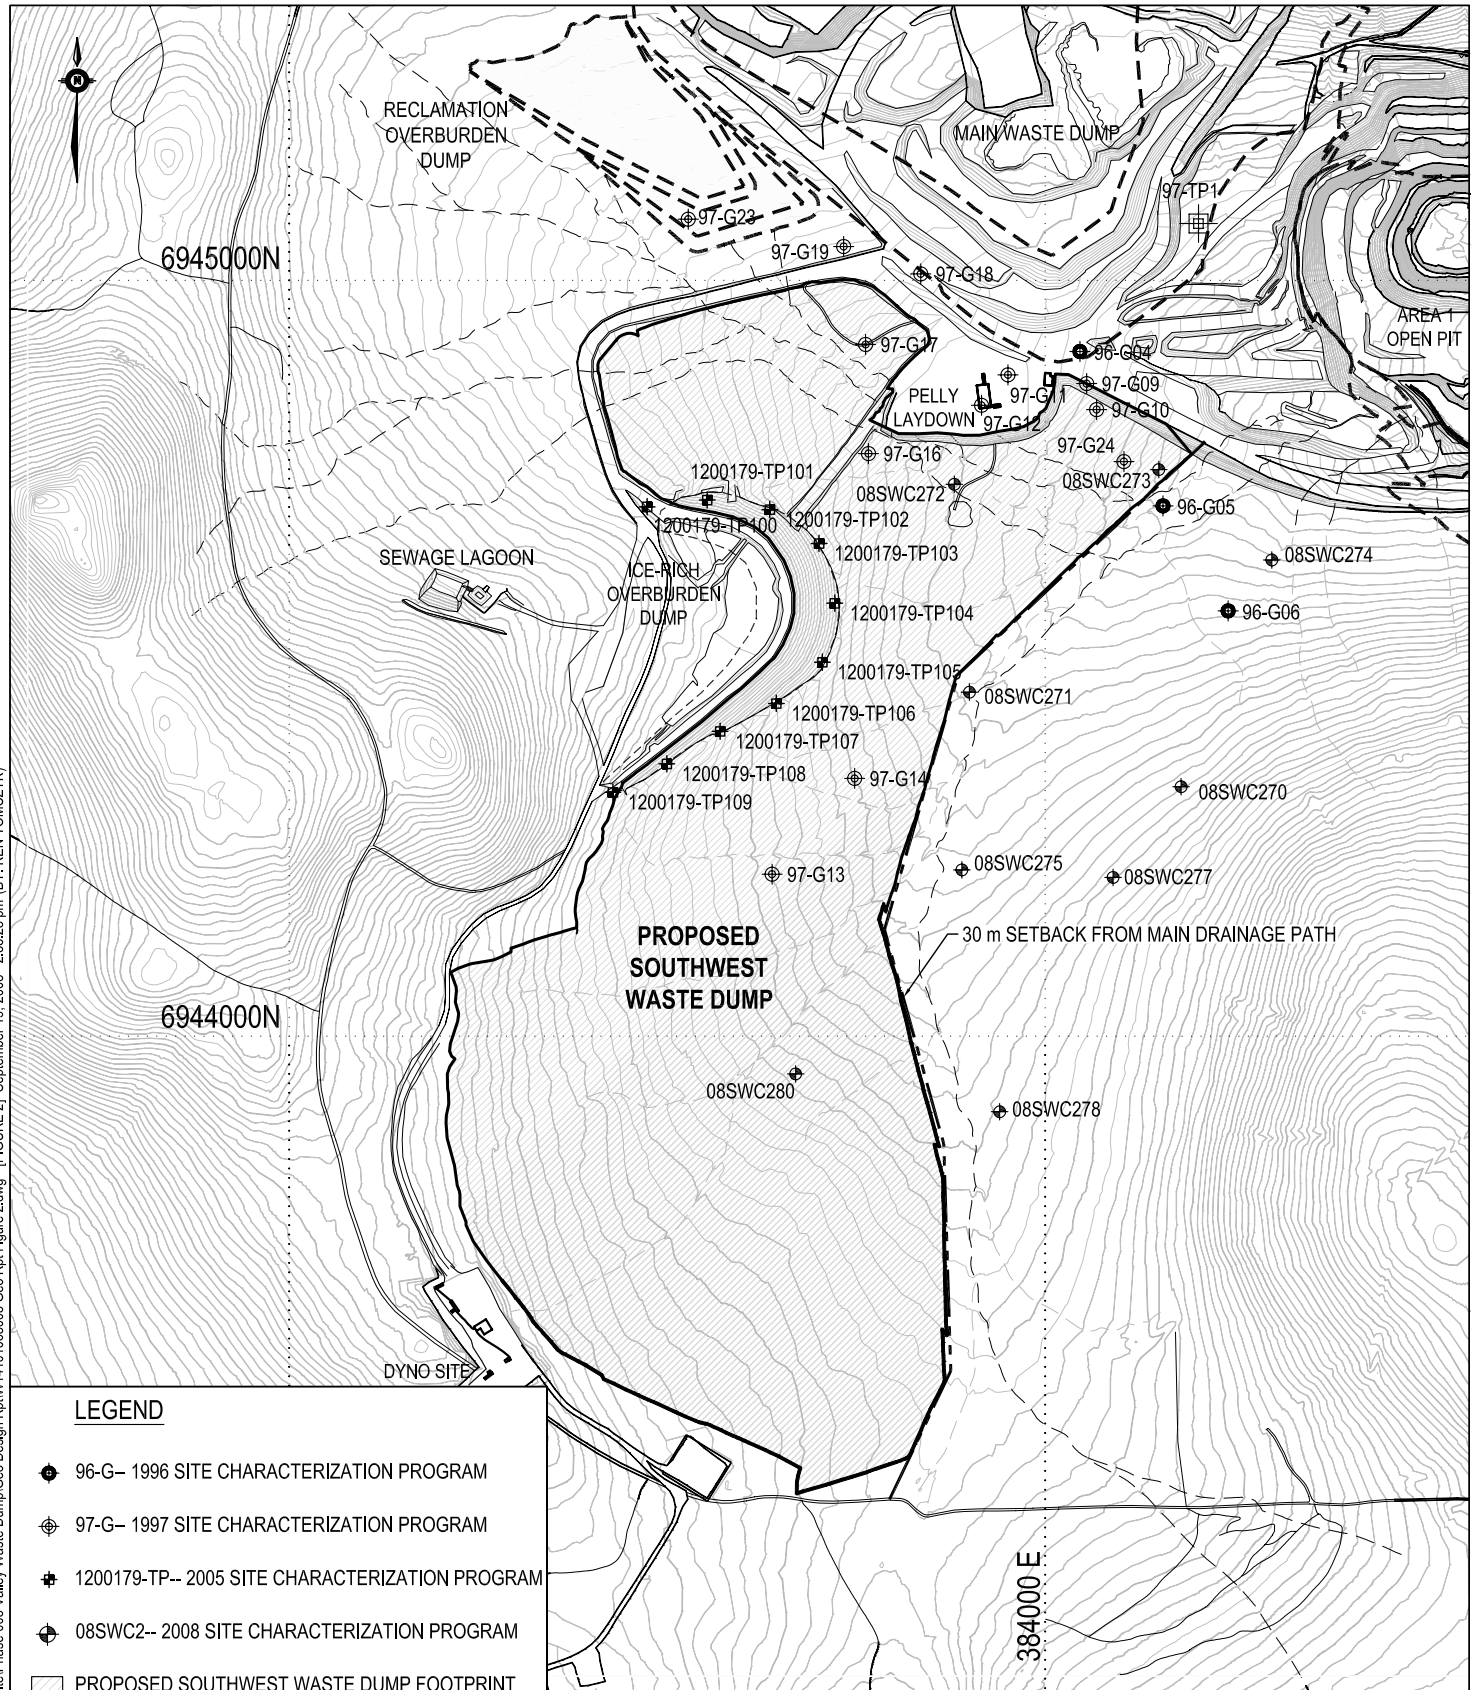 N
RECLAMATION
OVERBURDEN
DUMP
MAIN WASTE DUMP
97-TP1
97-G23
97-G19
6945000N
97-G18
AREA 1
OPEN PIT
97-G17
96-G04
97-G09
97-G11
PELLY
LAYDOWN
97-G10
97-G12
97-G16
97-G24
1200179-TP101
08SWC273
08SWC272
96-G05
1200179-TP100
1200179-TP102
1200179-TP103
SEWAGE LAGOON
08SWC274
ICE-RICH
OVERBURDEN
DUMP
1200179-TP104
96-G06
1200179-TP105
08SWC271
1200179-TP106
1200179-TP107
1200179-TP108
97-G14
08SWC270
1200179-TP109
08SWC275
97-G13
08SWC277
PROPOSED
SOUTHWEST
WASTE DUMP
30 m SETBACK FROM MAIN DRAINAGE PATH
6944000N
08SWC280
08SWC278
DYNO SITE
384000 E
LEGEND
96-G-- 1996 SITE CHARACTERIZATION PROGRAM
97-G-- 1997 SITE CHARACTERIZATION PROGRAM
1200179-TP-- 2005 SITE CHARACTERIZATION PROGRAM
08SWC2-- 2008 SITE CHARACTERIZATION PROGRAM
PROPOSED SOUTHWEST WASTE DUMP FOOTPRINT